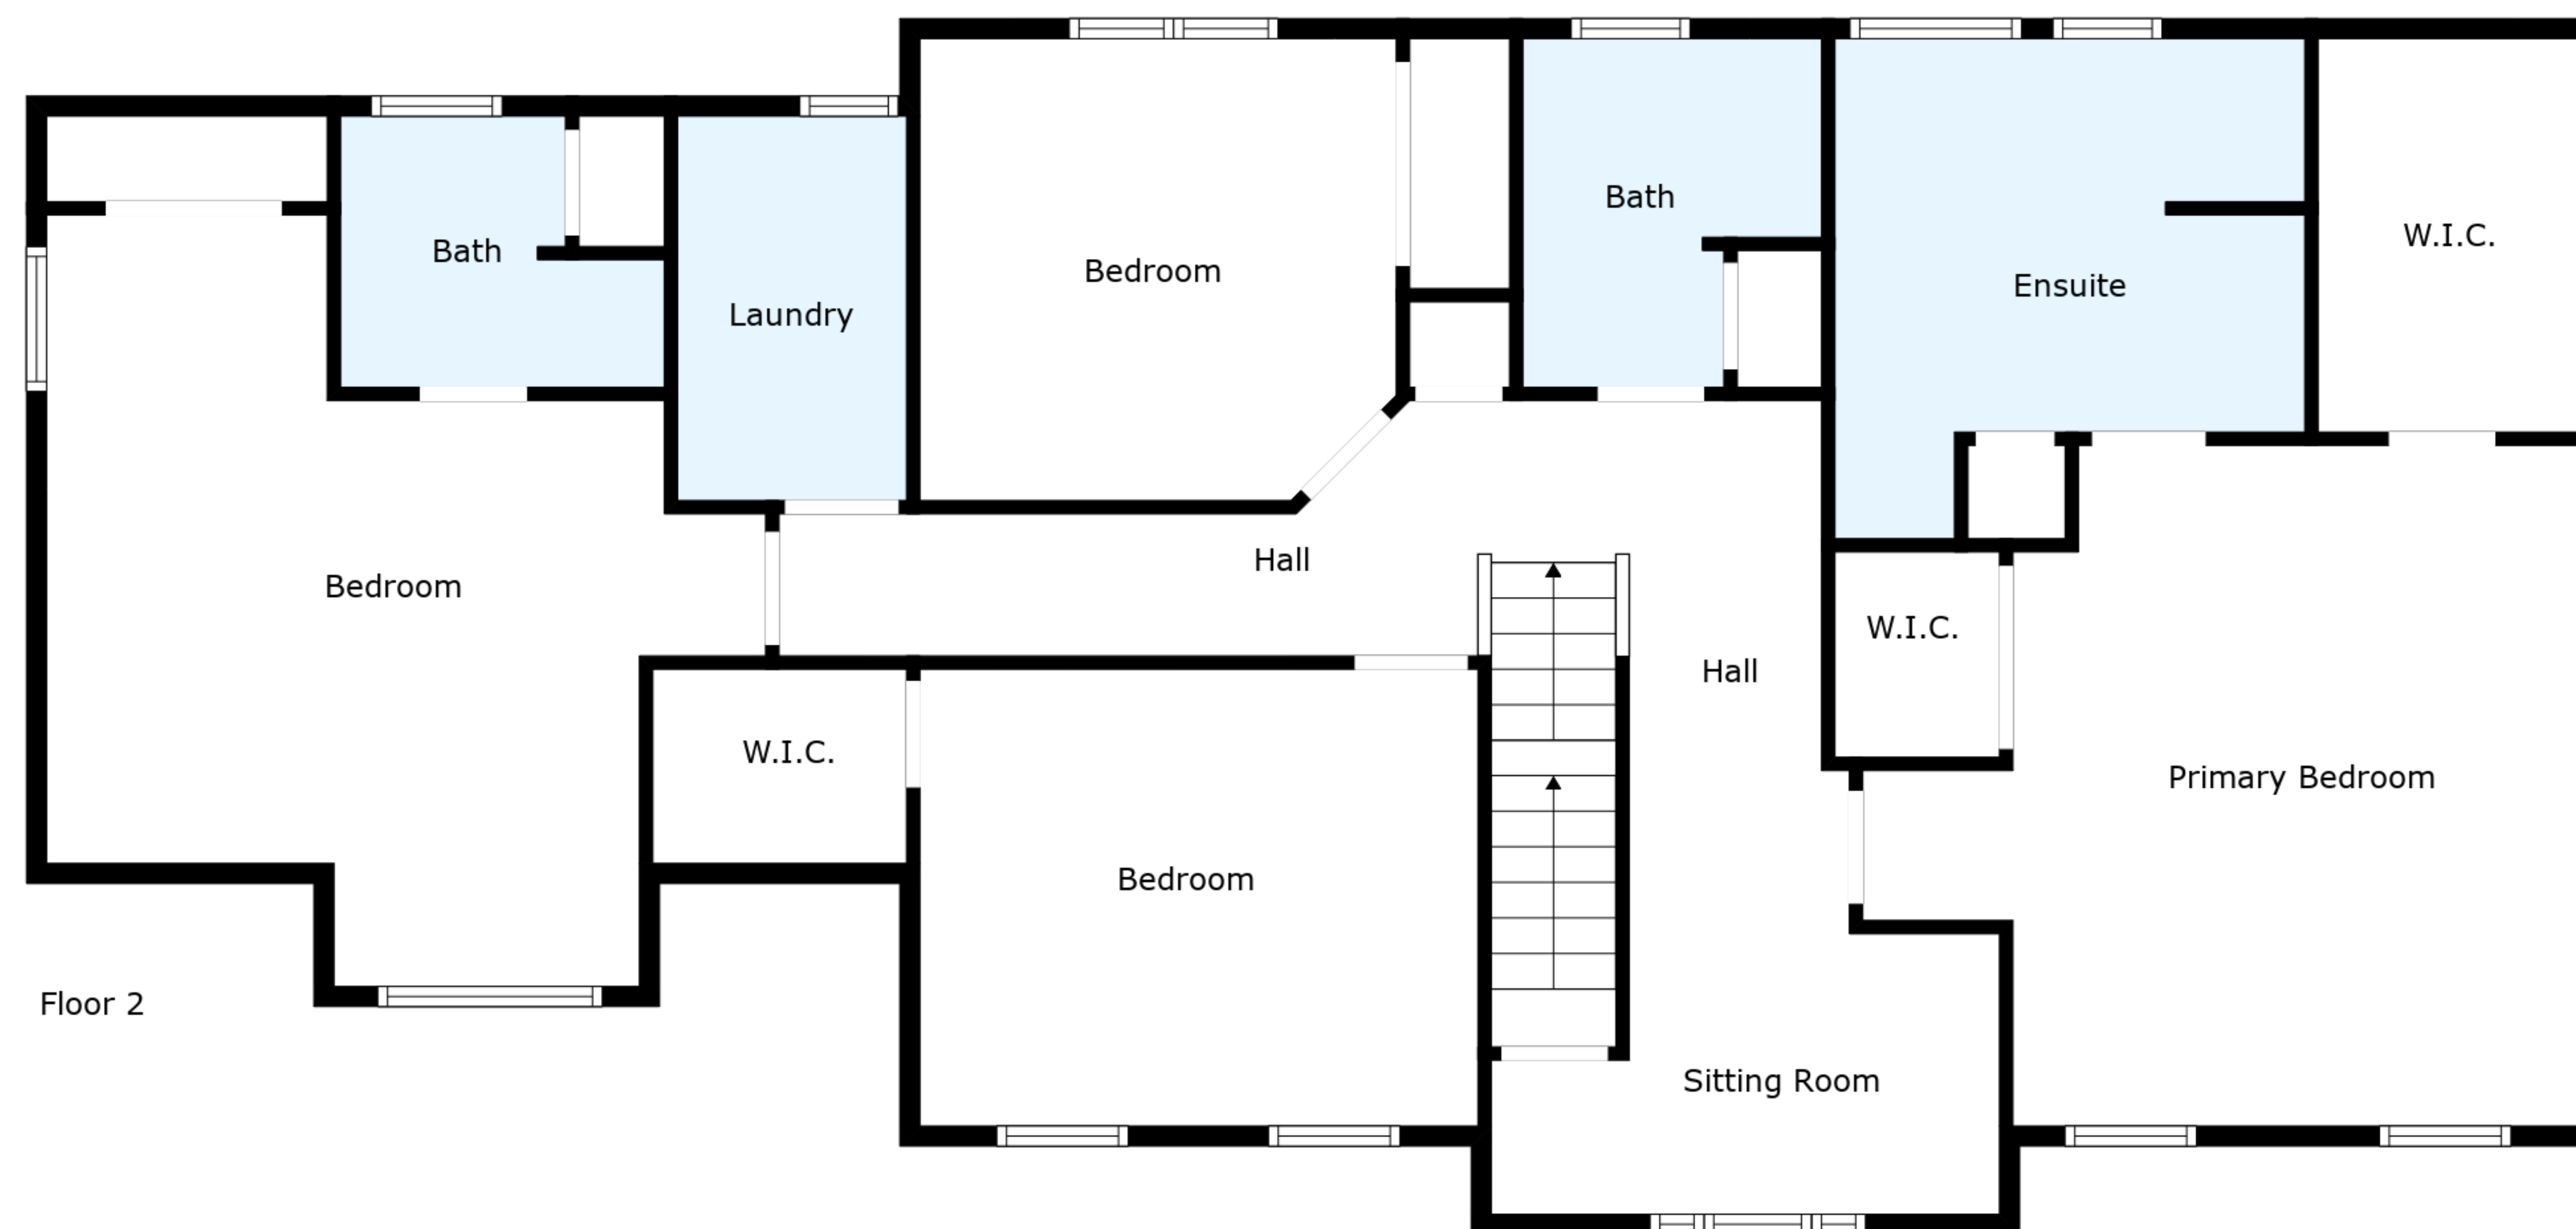 Bath
W.I.C.
Bath
Bedroom
Ensuite
Laundry
Hall
Bedroom
W.I.C.
Hall
W.I.C.
Primary Bedroom
Bedroom
Floor 2
Sitting Room